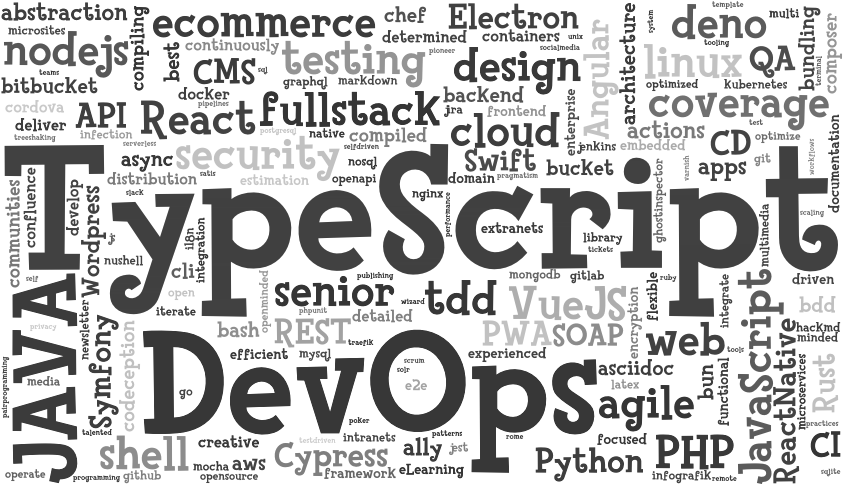 abstraction
microsites
nodejs
teams
bitbucket
cordova
deliver
treeshaking
compiling
ecommerce
best
continuously
CMS
sql
docker
pipelines
API
infection
React
serverless
async
chef
determined
testing
graphql
markdown
pioneer
Electron
containers
unix
socialmedia
design
fullstack
postgresql
native
selfdriven
compiled
backend
jira
frontend
cloud
enterprise
Angular
jenkins
architecture
system
linux
optimized
deno
tooling
template
multi
QA
Kubernetes
bundling
terminal
composer
coverage
test
actions
embedded
CD
optimize
git
apps
varnish
workflows
documentation
security
satis
distribution
estimation
nosql
openapi
domain
Swift
pragmatism
bucket
slack
nginx
performance
TypeScript
communities
confluence
develop
Wordpress
js
nushell
i18n
integration
cli
open
iterate
self
extranets
library
tickets
ghostinspector
multimedia
scaling
mongodb
gitlab
publishing
senior
wizard
phpunit
detailed
openminded
bash
REST
traefik
tdd
VueJS
PWA
SOAP
encryption
flexible
ruby
integrate
driven
bdd
hackMd
minded
JAVA
privacy
media
pairprogramming
newsletter
Symfony
codeception
talented
efficient
mysql
scrum
solr
e2e
go
DevOps
experienced
web
tools
asciidoc
latex
bun
functional
agile
JavaScript
ReactNative
microservices
Rust
practices
poker
patterns
rome
focused
shell
creative
testdriven
intranets
ally
jest
Cypress
framework
eLearning
mocha
aws
opensource
operate
programming
github
Python
PHP
infografik
remote
CI
sqlite